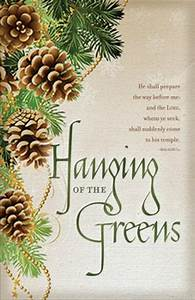 He shall prepare
the way before me:
and the Lord,
whom ye seek,
shall suddenly come
to his temple.
Hanging
OF THE
Greens